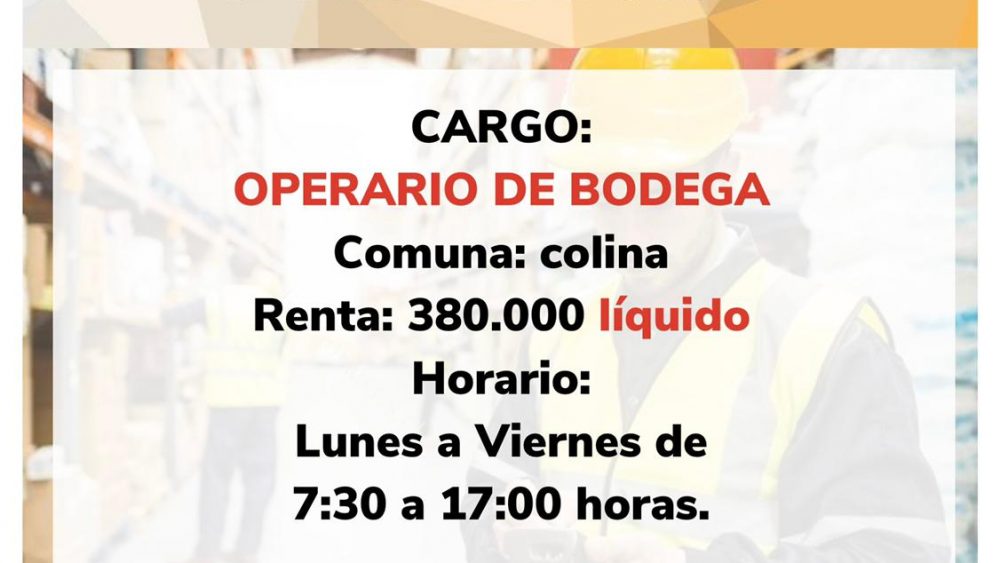 CARGO:
OPERARIO DE BODEGA
Comuna: colina
Renta: 380.000 líquido
Horario:
Lunes a Viernes de
7:30 a 17:00 horas.